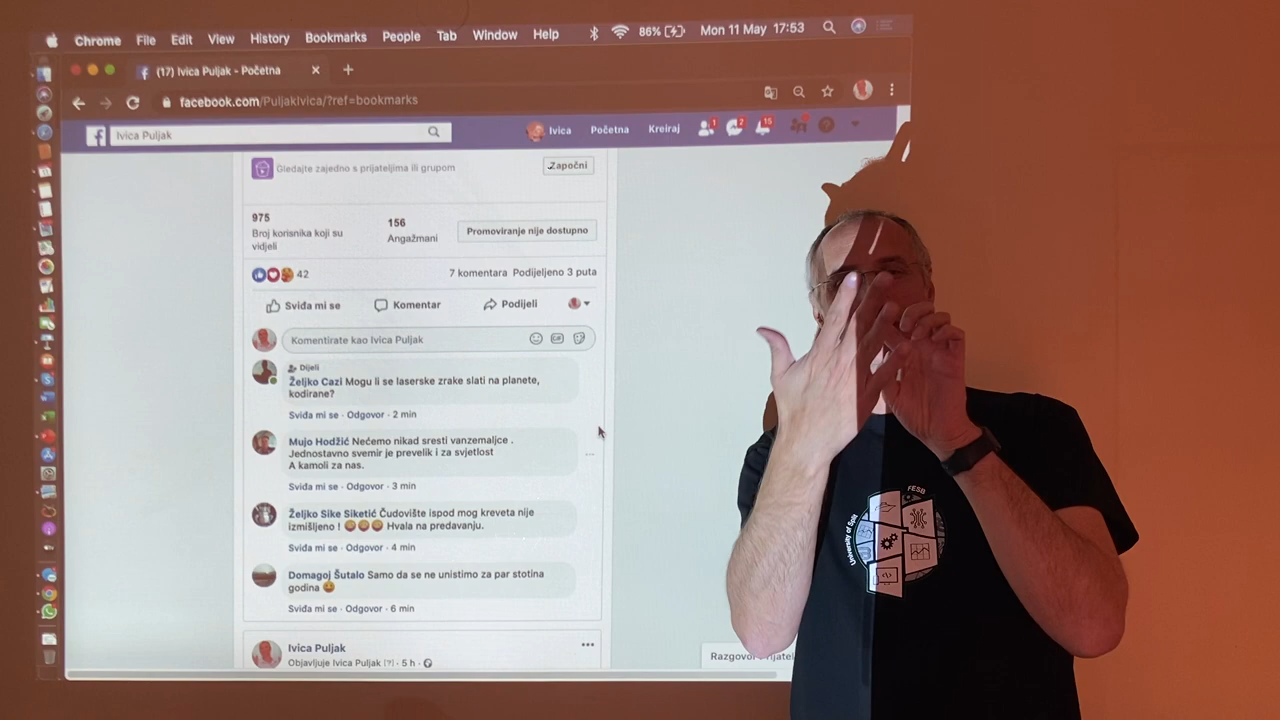 Chrome File Edit View History Bookmarks People Tab Window Help 86% Mon 11 May 17:53
(17) Ivica Puljak - Početna
facebook.com/PuljakIvica/?ref=bookmarks
Ivica Puljak Ivica Početna Kreiraj 1 2 15
Gledajte zajedno s prijateljima ili grupom Započni
975
Broj korisnika koji su
vidjeli
156
Angažmani
Promoviranje nije dostupno
42 7 komentara Podijeljeno 3 puta
Sviđa mi se Komentar Podijeli
Komentirate kao Ivica Puljak GIF
Dijeli
Željko Cazi Mogu li se laserske zrake slati na planete,
kodirane?
Sviđa mi se · Odgovor · 2 min
Mujo Hodžić Nećemo nikad sresti vanzemaljce .
Jednostavno svemir je prevelik i za svjetlost
A kamoli za nas.
Sviđa mi se · Odgovor · 3 min
Željko Sike Siketić Čudovište ispod mog kreveta nije
izmišljeno ! Hvala na predavanju.
Sviđa mi se · Odgovor · 4 min
Domagoj Šutalo Samo da se ne unistimo za par stotina
godina
Sviđa mi se · Odgovor · 6 min
Ivica Puljak
Objavljuje Ivica Puljak [?] · 5 h ·
Razgovor
University of Split
FESB